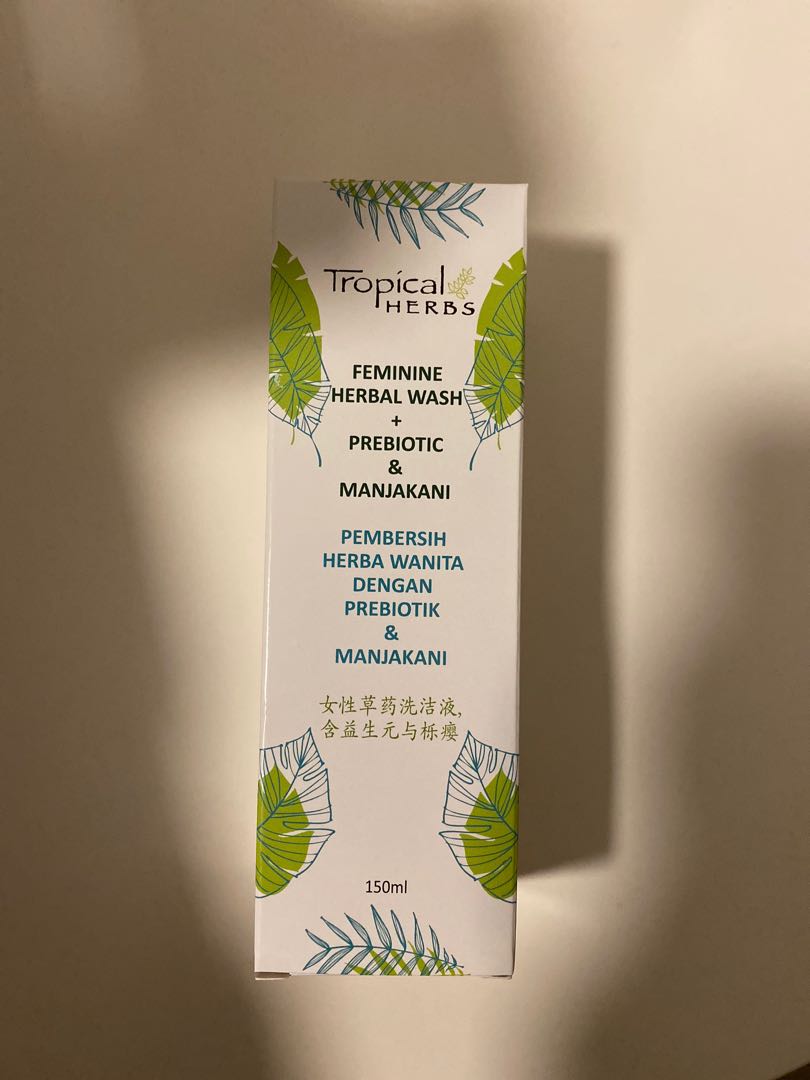 Tropical
HERBS
FEMININE
HERBAL WASH
+
PREBIOTIC
&
MANJAKANI
PEMBERSIH
HERBA WANITA
DENGAN
PREBIOTIK
&
MANJAKANI
女性草药洗洁液,
含益生元与栎瘿
150ml